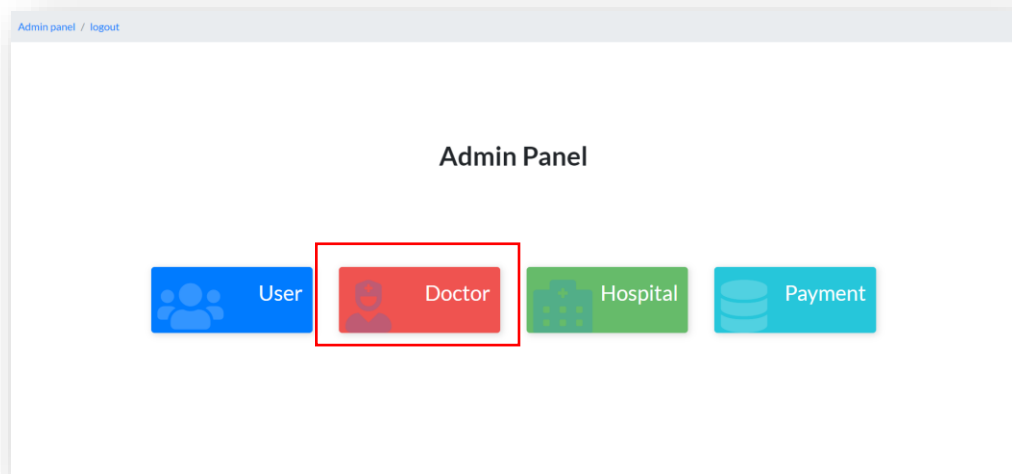 Admin panel / logout
Admin Panel
User
Doctor
Hospital
Payment